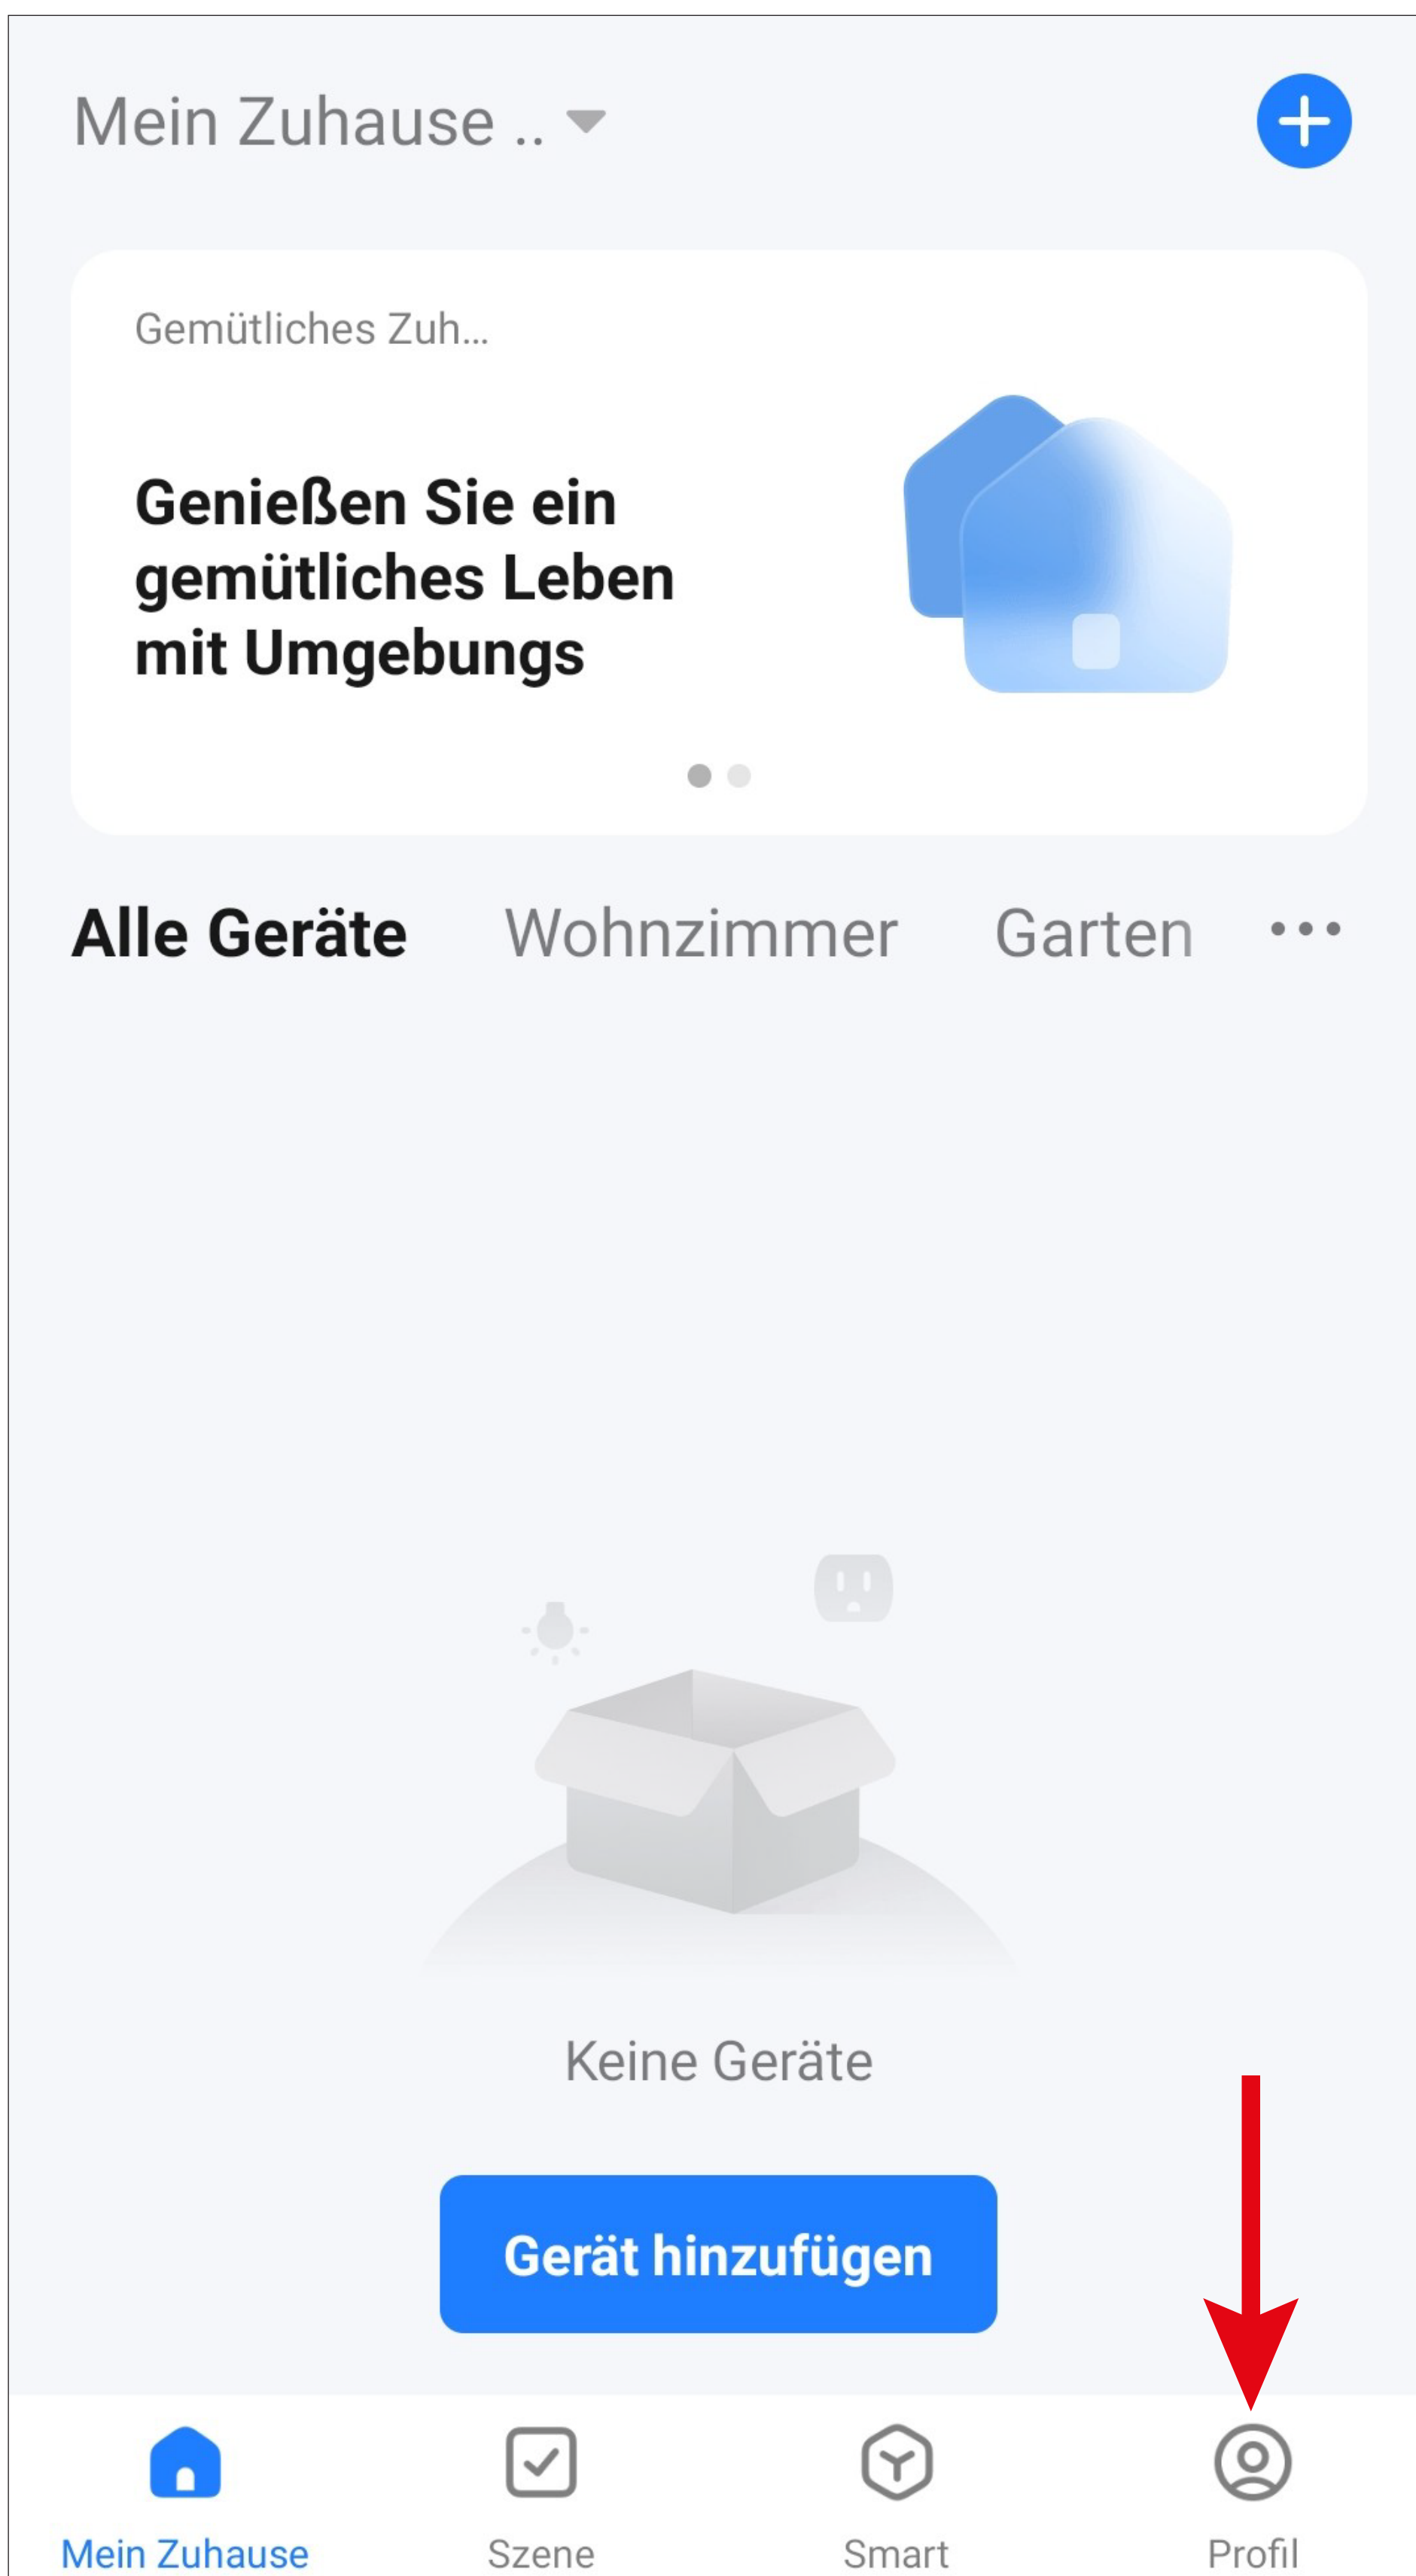 Mein Zuhause ..
Gemütliches Zuh...
Genießen Sie ein
gemütliches Leben
mit Umgebungs
Alle Geräte Wohnzimmer Garten ...
Keine Geräte
Gerät hinzufügen
Mein Zuhause Szene Smart Profil